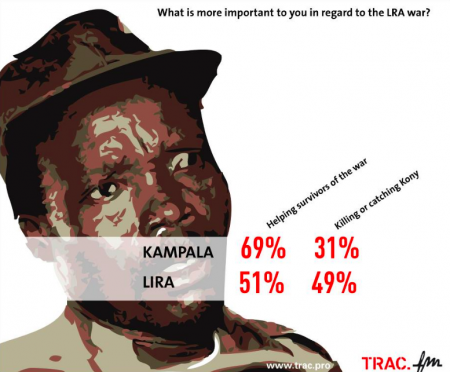 What is more important to you in regard to the LRA war?
Helping survivors of the war
Killing or catching Kony
KAMPALA 69% 31%
LIRA 51% 49%
www.trac.pro
TRAC.fm